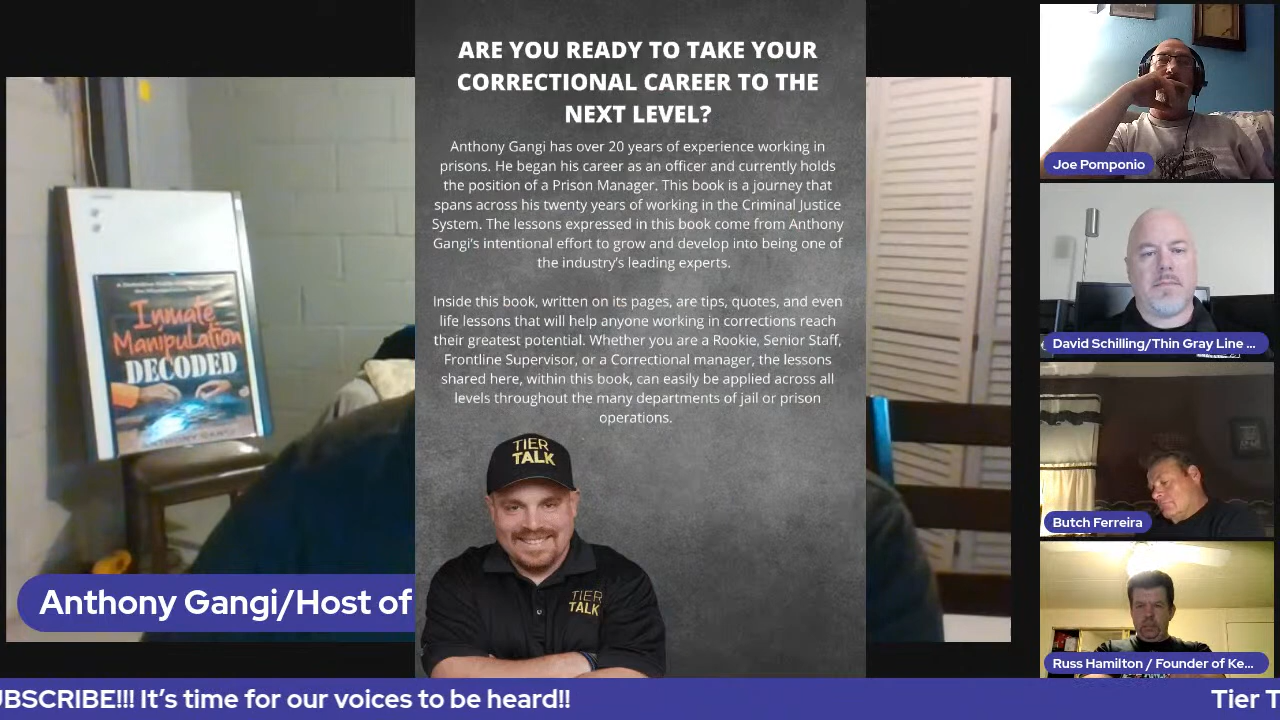 ARE YOU READY TO TAKE YOUR
CORRECTIONAL CAREER TO THE
NEXT LEVEL?
Anthony Gangi has over 20 years of experience working in
prisons. He began his career as an officer and currently holds
the position of a Prison Manager. This book is a journey that
spans across his twenty years of working in the Criminal Justice
System. The lessons expressed in this book come from Anthony
Gangi's intentional effort to grow and develop into being one of
the industry's leading experts.
Inside this book, written on its pages, are tips, quotes, and even
life lessons that will help anyone working in corrections reach
their greatest potential. Whether you are a Rookie, Senior Staff,
Frontline Supervisor, or a Correctional manager, the lessons
shared here, within this book, can easily be applied across all
levels throughout the many departments of jail or prison
operations.
TIER
TALK
TIER
TALK
Inmate
Manipulation
DECODED
ANTHONY GANGI
Anthony Gangi/Host of
Joe Pomponio
David Schilling/Thin Gray Line ...
Butch Ferreira
Russ Hamilton / Founder of Ke...
UBSCRIBE!!! It's time for our voices to be heard!!
Tier T